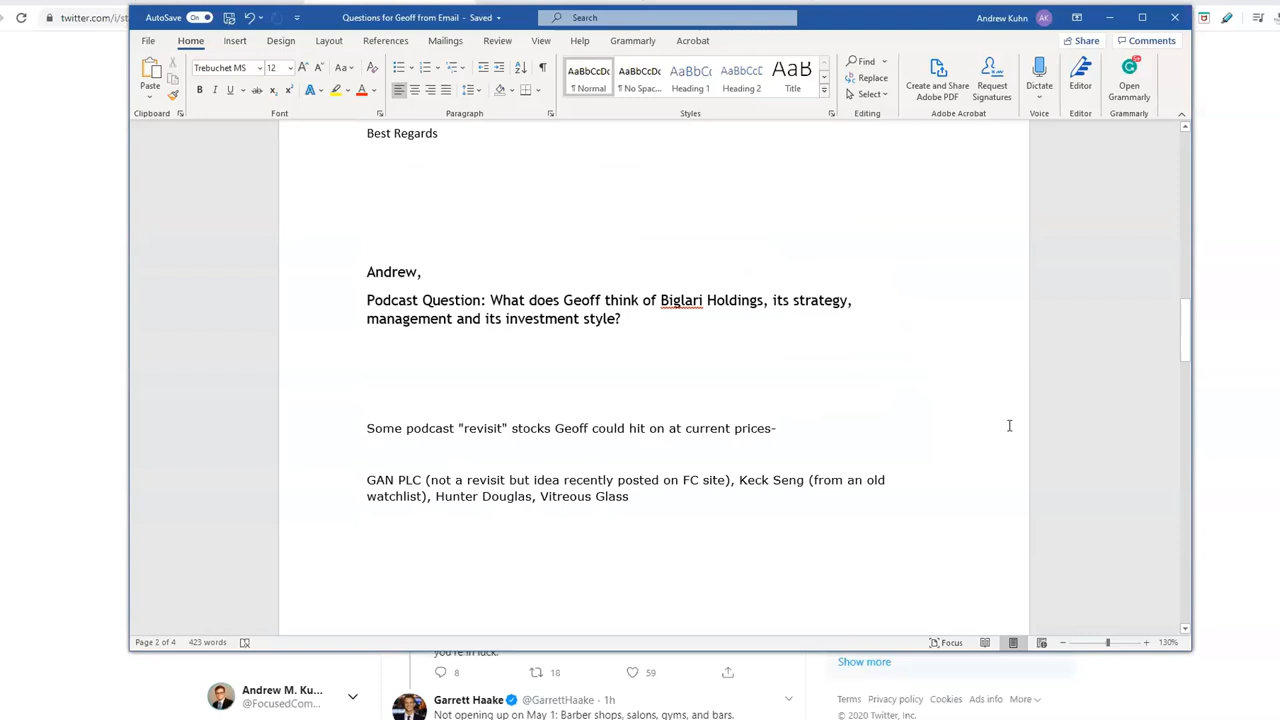 twitter.com/i/st
AutoSave On
Questions for Geoff from Email - Saved
Search
Andrew Kuhn AK
File Home Insert Design Layout References Mailings Review View Help Grammarly Acrobat
Share Comments
Paste
Clipboard
Trebuchet MS 12
Font
Paragraph
AaBbCcDc AaBbCcDc AaBbCc AaBbCcD AaB
¶ Normal ¶ No Spac... Heading 1 Heading 2 Title
Styles
Find
Replace
Select
Editing
Create and Share
Adobe PDF
Request
Signatures
Adobe Acrobat
Dictate
Voice
Editor
Editor
Open
Grammarly
Grammarly
Best Regards
Andrew,
Podcast Question: What does Geoff think of Biglari Holdings, its strategy,
management and its investment style?
Some podcast "revisit" stocks Geoff could hit on at current prices-
GAN PLC (not a revisit but idea recently posted on FC site), Keck Seng (from an old
watchlist), Hunter Douglas, Vitreous Glass
Page 2 of 4 423 words
Focus
130%
you're in luck.
8 18 59
Show more
Andrew M. Ku...
@FocusedCom...
Garrett Haake @GarrettHaake · 1h
Not opening up on May 1: Barber shops, salons, gyms, and bars.
Terms Privacy policy Cookies Ads info More
© 2020 Twitter, Inc.